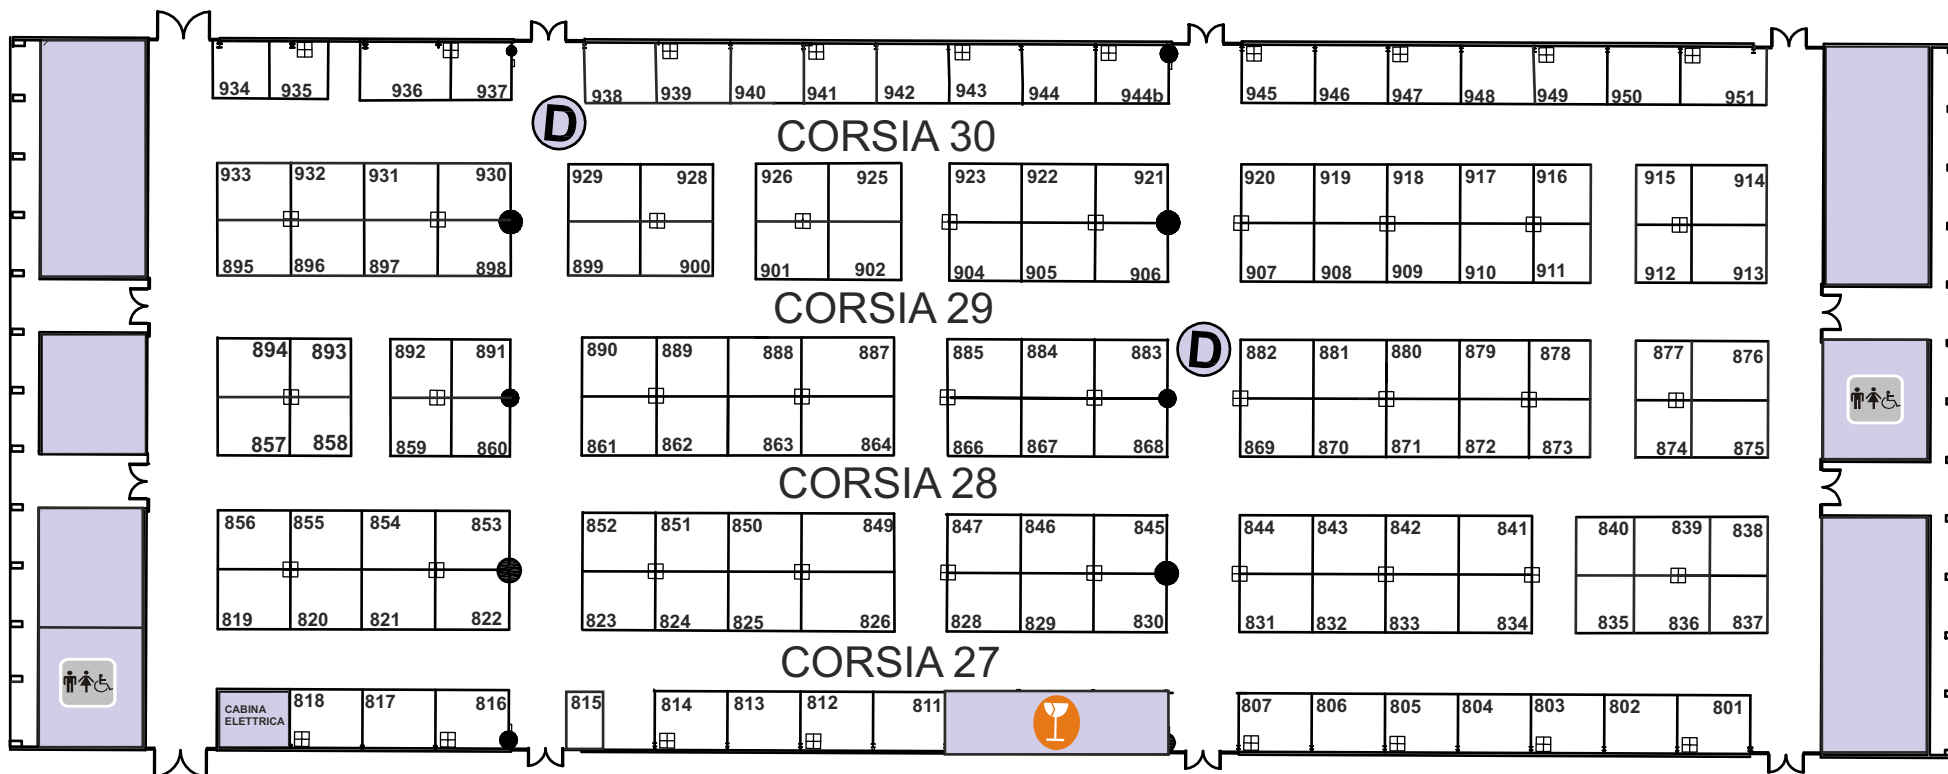 934 935 936 937 938 939 940 941 942 943 944 944b 945 946 947 948 949 950 951
D
CORSIA 30
933 932 931 930 929 928 926 925 923 922 921 920 919 918 917 916 915 914
895 896 897 898 899 900 901 902 904 905 906 907 908 909 910 911 912 913
CORSIA 29
D
894 893 892 891 890 889 888 887 885 884 883 882 881 880 879 878 877 876
857 858 859 860 861 862 863 864 866 867 868 869 870 871 872 873 874 875
CORSIA 28
856 855 854 853 852 851 850 849 847 846 845 844 843 842 841 840 839 838
819 820 821 822 823 824 825 826 828 829 830 831 832 833 834 835 836 837
CORSIA 27
CABINA
ELETTRICA
818 817 816 815 814 813 812 811 807 806 805 804 803 802 801